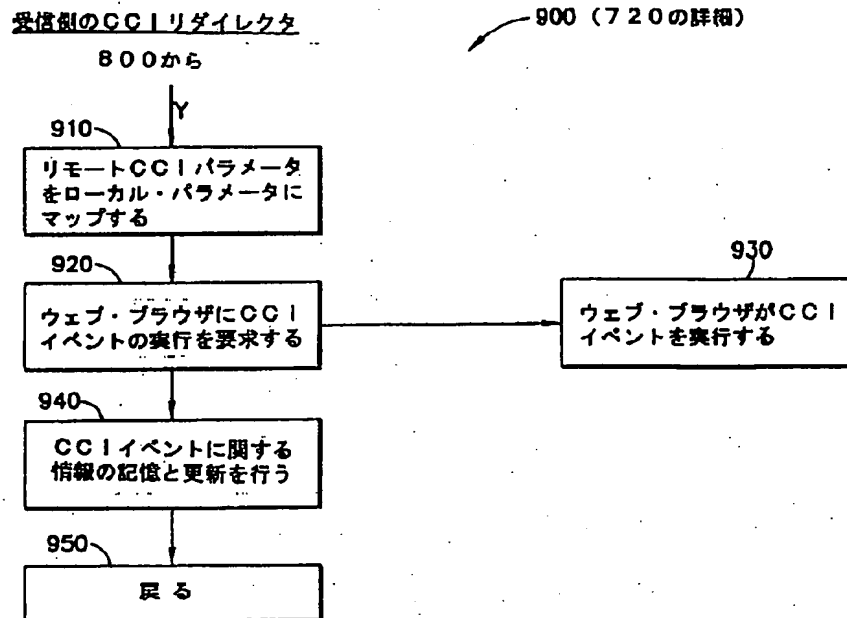 受信側のCCIリダイレクタ
900(720の詳細)
800から
Y
910
リモートCCIパラメータ
をローカル・パラメータに
マップする
920
ウェブ・ブラウザにCCI
イベントの実行を要求する
930
ウェブ・ブラウザがCCI
イベントを実行する
940
CCIイベントに関する
情報の記憶と更新を行う
950
戻る